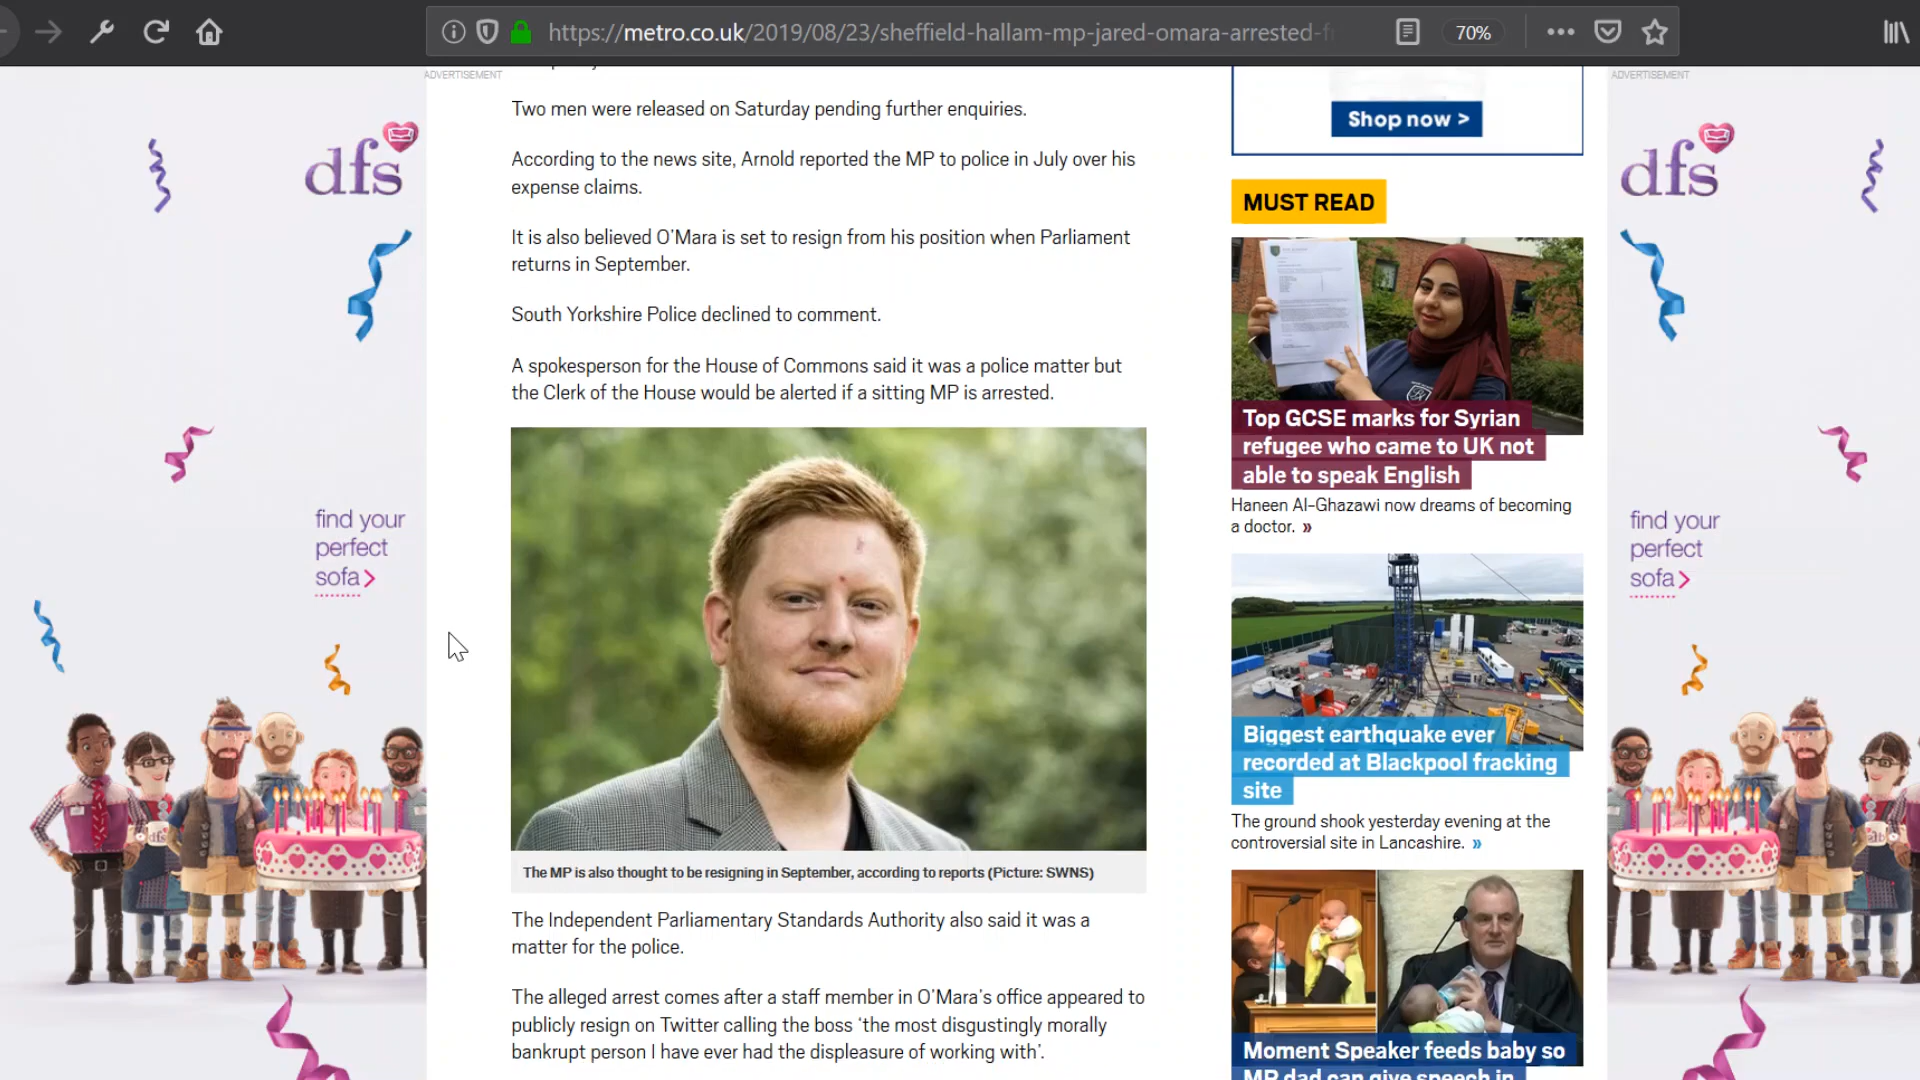 https://metro.co.uk/2019/08/23/sheffield-hallam-mp-jared-omara-arrested-f
70%
ADVERTISEMENT
dfs
find your
perfect
sofa >
dfs
Two men were released on Saturday pending further enquiries.
According to the news site, Arnold reported the MP to police in July over his
expense claims.
It is also believed O'Mara is set to resign from his position when Parliament
returns in September.
South Yorkshire Police declined to comment.
A spokesperson for the House of Commons said it was a police matter but
the Clerk of the House would be alerted if a sitting MP is arrested.
The MP is also thought to be resigning in September, according to reports (Picture: SWNS)
The Independent Parliamentary Standards Authority also said it was a
matter for the police.
The alleged arrest comes after a staff member in O'Mara's office appeared to
publicly resign on Twitter calling the boss 'the most disgustingly morally
bankrupt person I have ever had the displeasure of working with'.
Shop now >
MUST READ
Top GCSE marks for Syrian
refugee who came to UK not
able to speak English
Haneen Al-Ghazawi now dreams of becoming
a doctor. »
Biggest earthquake ever
recorded at Blackpool fracking
site
The ground shook yesterday evening at the
controversial site in Lancashire. »
Moment Speaker feeds baby so
MP dad can give speech in
ADVERTISEMENT
dfs
find your
perfect
sofa >
dfs